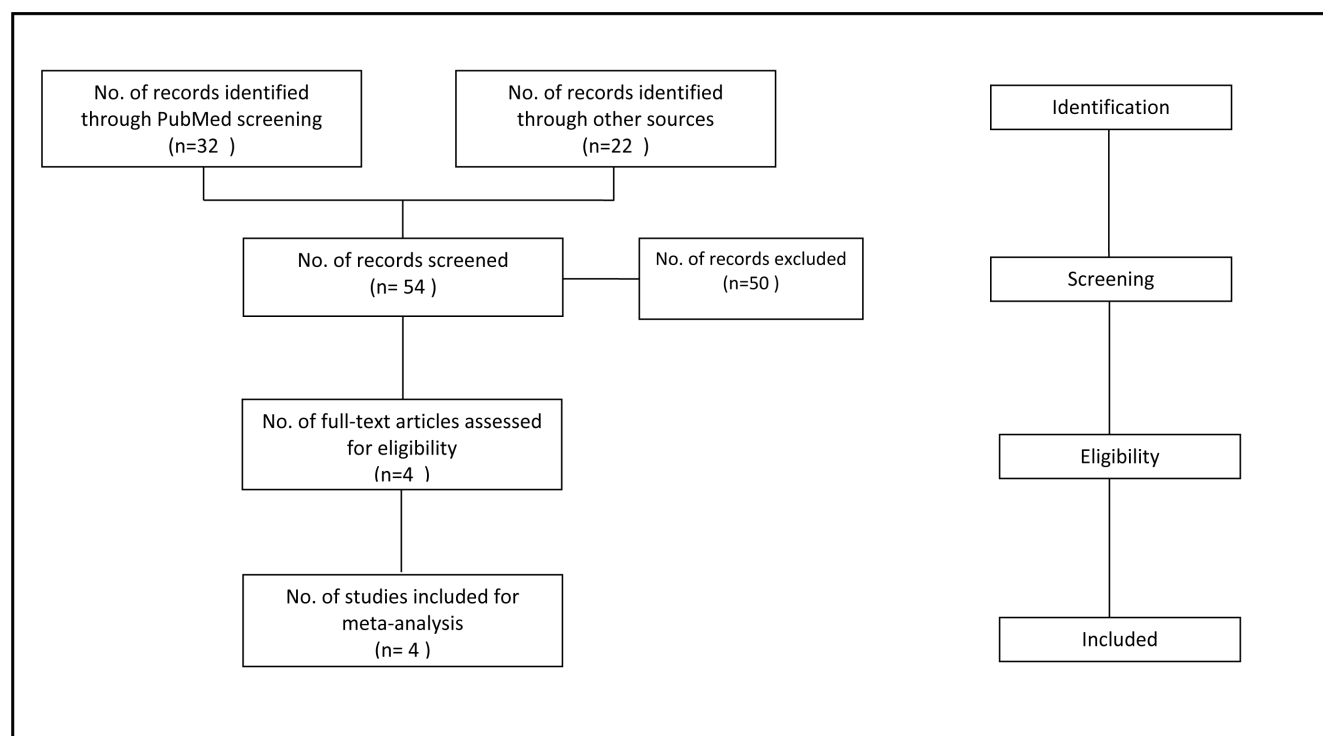 No. of records identified
through PubMed screening
(n=32  )
No. of records identified
through other sources
(n=22  )
No. of records screened
(n= 54  )
No. of records excluded
(n=50  )
No. of full-text articles assessed
for eligibility
(n=4  )
No. of studies included for
meta-analysis
(n= 4  )
Identification
Screening
Eligibility
Included